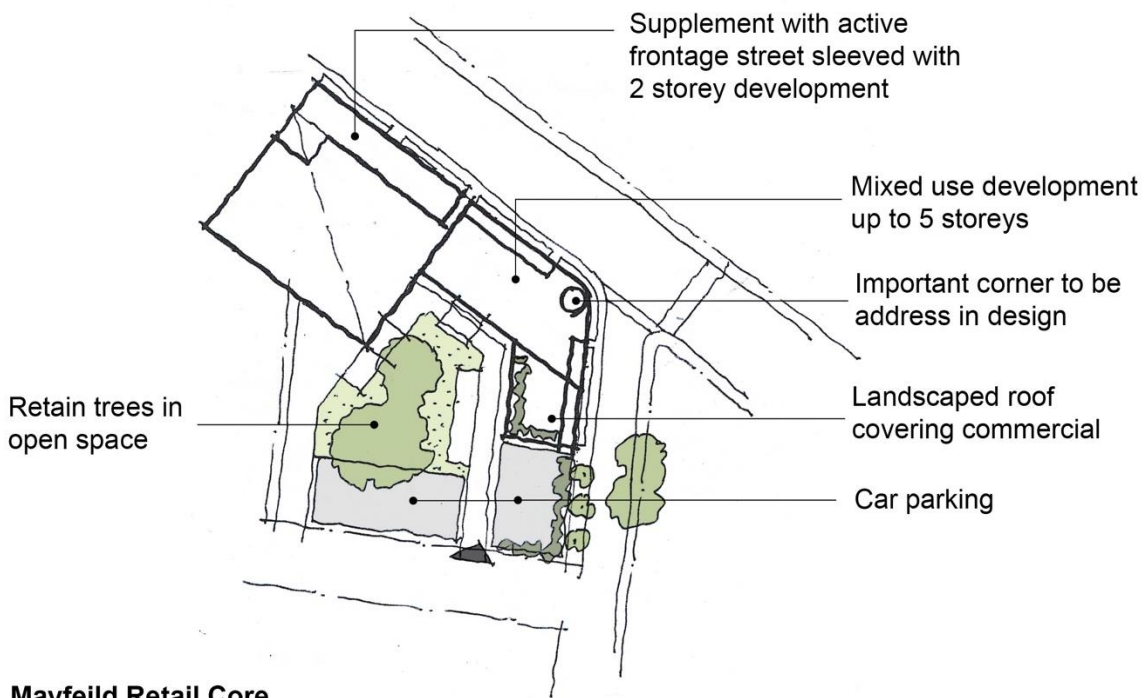 Supplement with active
frontage street sleeved with
2 storey development
Mixed use development
up to 5 storeys
Important corner to be
address in design
Landscaped roof
covering commercial
Retain trees in
open space
Car parking
Mayfeild Retail Core